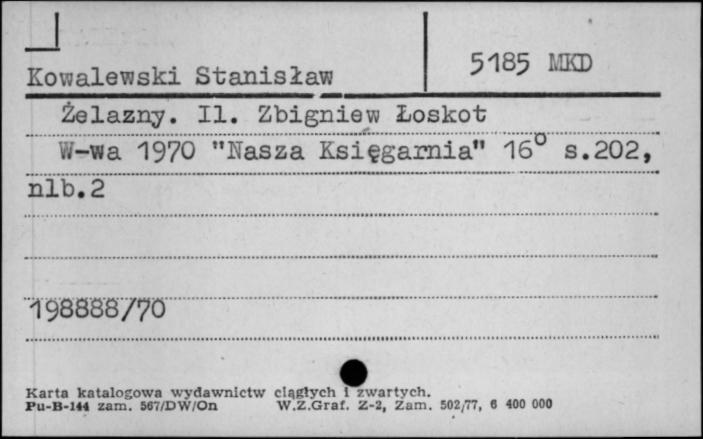 5185 MKD
Kowalewski Stanisław
Żelazny. Il. Zbigniew Łoskot
W-wa 1970 "Nasza Księgarnia" 16° s.202,
nlb.2
198888/70
Karta katalogowa wydawnictw ciągłych i zwartych.
Pu-B-144 zam. 567/DW/On W.Z.Graf. Z-2, Zam. 502/77, 6 400 000